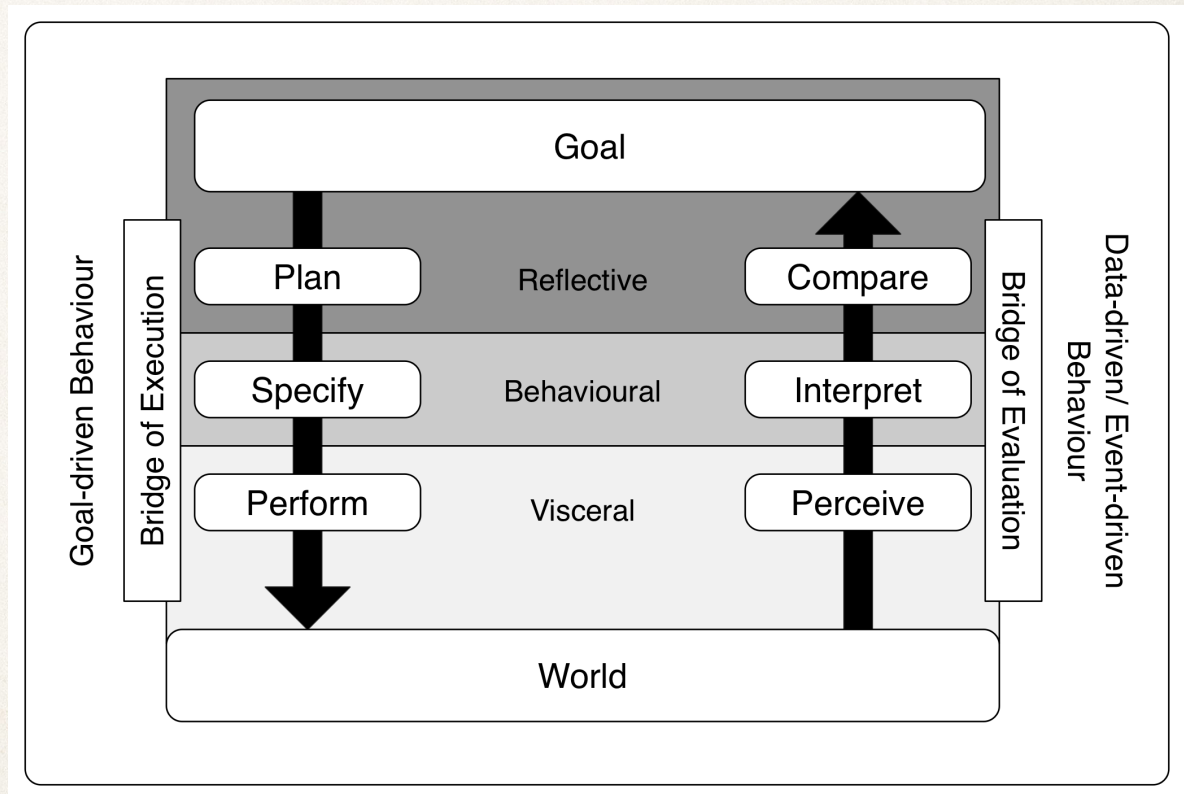 Goal
Plan
Reflective
Compare
Specify
Behavioural
Interpret
Perform
Visceral
Perceive
World
Goal-driven Behaviour
Bridge of Execution
Bridge of Evaluation
Data-driven/ Event-driven
Behaviour